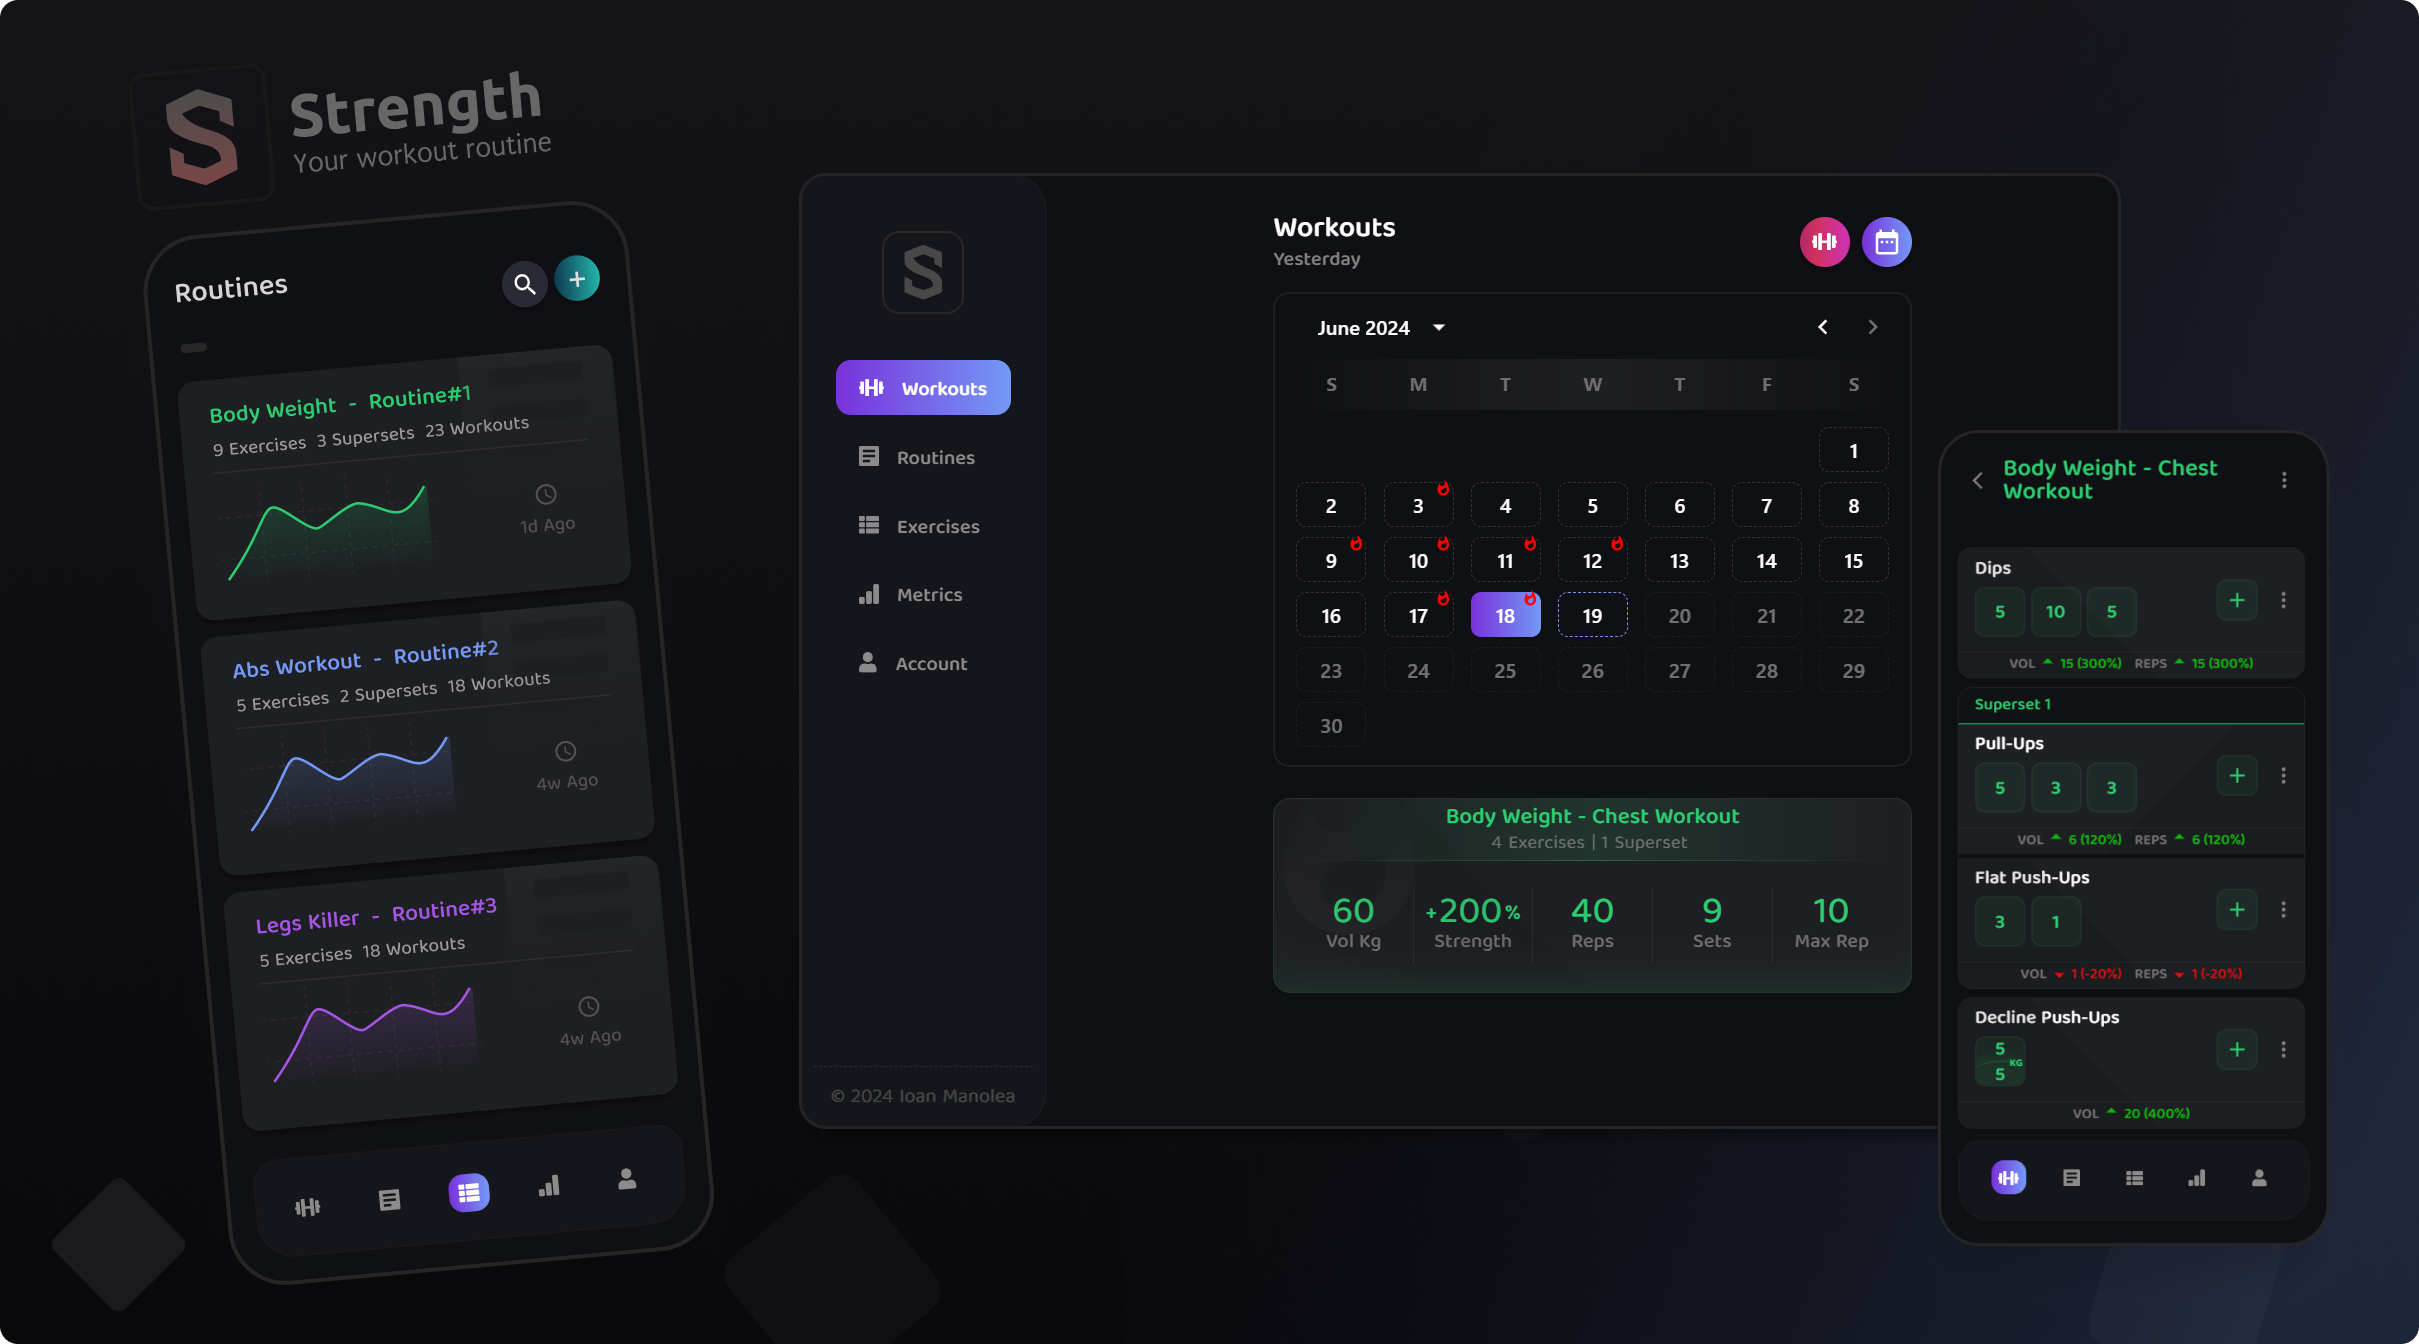 Strength
Your workout routine
Routines
Body Weight - Routine#1
9 Exercises 3 Supersets 23 Workouts
1d Ago
Abs Workout - Routine#2
5 Exercises 2 Supersets 18 Workouts
4w Ago
Legs Killer - Routine#3
5 Exercises 18 Workouts
4w Ago
Workouts
Routines
Exercises
Metrics
Account
© 2024 Ioan Manolea
Workouts
Yesterday
June 2024
S M T W T F S
1
2 3 4 5 6 7 8
9 10 11 12 13 14 15
16 17 18 19 20 21 22
23 24 25 26 27 28 29
30
Body Weight - Chest Workout
4 Exercises | 1 Superset
60 +200% 40 9 10
Vol Kg Strength Reps Sets Max Rep
Body Weight - Chest
Workout
Dips
5 10 5
VOL 15 (300%) REPS 15 (300%)
Superset 1
Pull-Ups
5 3 3
VOL 6 (120%) REPS 6 (120%)
Flat Push-Ups
3 1
VOL 1 (-20%) REPS 1 (-20%)
Decline Push-Ups
5
KG
5
VOL 20 (400%)